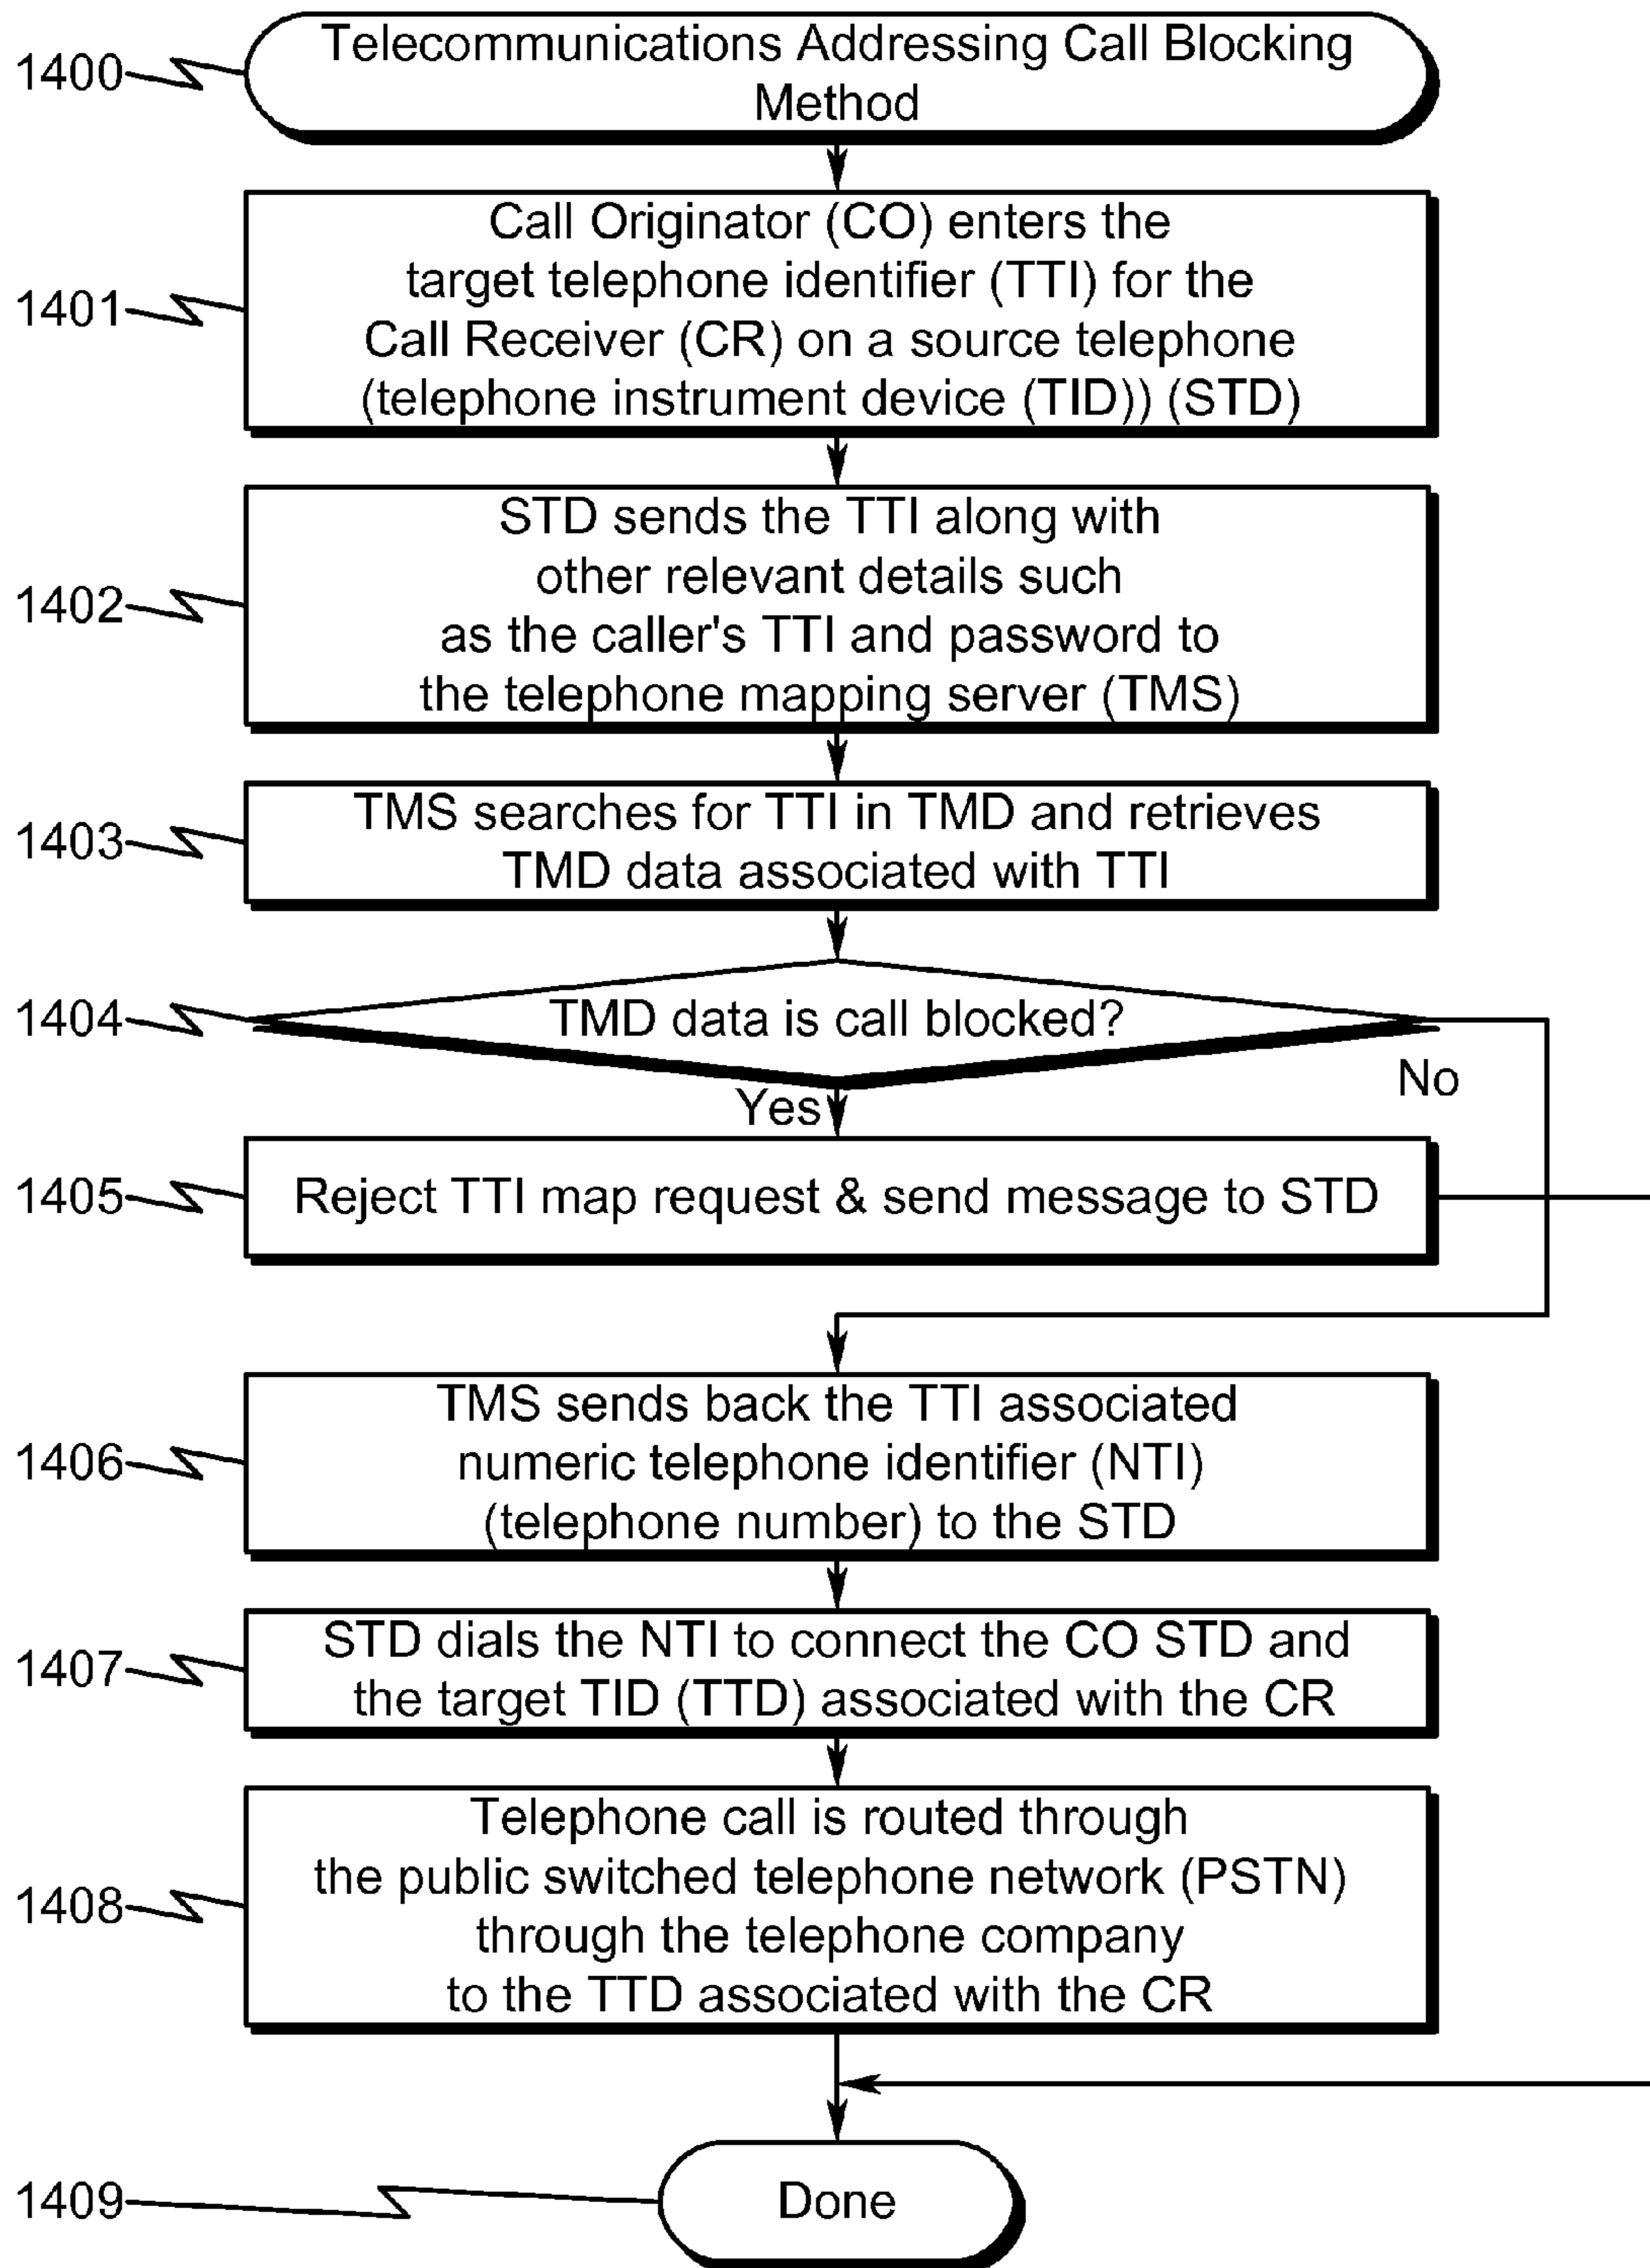 1400
Telecommunications Addressing Call Blocking
Method
1401
Call Originator (CO) enters the
target telephone identifier (TTI) for the
Call Receiver (CR) on a source telephone
(telephone instrument device (TID)) (STD)
1402
STD sends the TTI along with
other relevant details such
as the caller's TTI and password to
the telephone mapping server (TMS)
1403
TMS searches for TTI in TMD and retrieves
TMD data associated with TTI
1404
TMD data is call blocked?
No
Yes
1405
Reject TTI map request & send message to STD
1406
TMS sends back the TTI associated
numeric telephone identifier (NTI)
(telephone number) to the STD
1407
STD dials the NTI to connect the CO STD and
the target TID (TTD) associated with the CR
1408
Telephone call is routed through
the public switched telephone network (PSTN)
through the telephone company
to the TTD associated with the CR
1409
Done